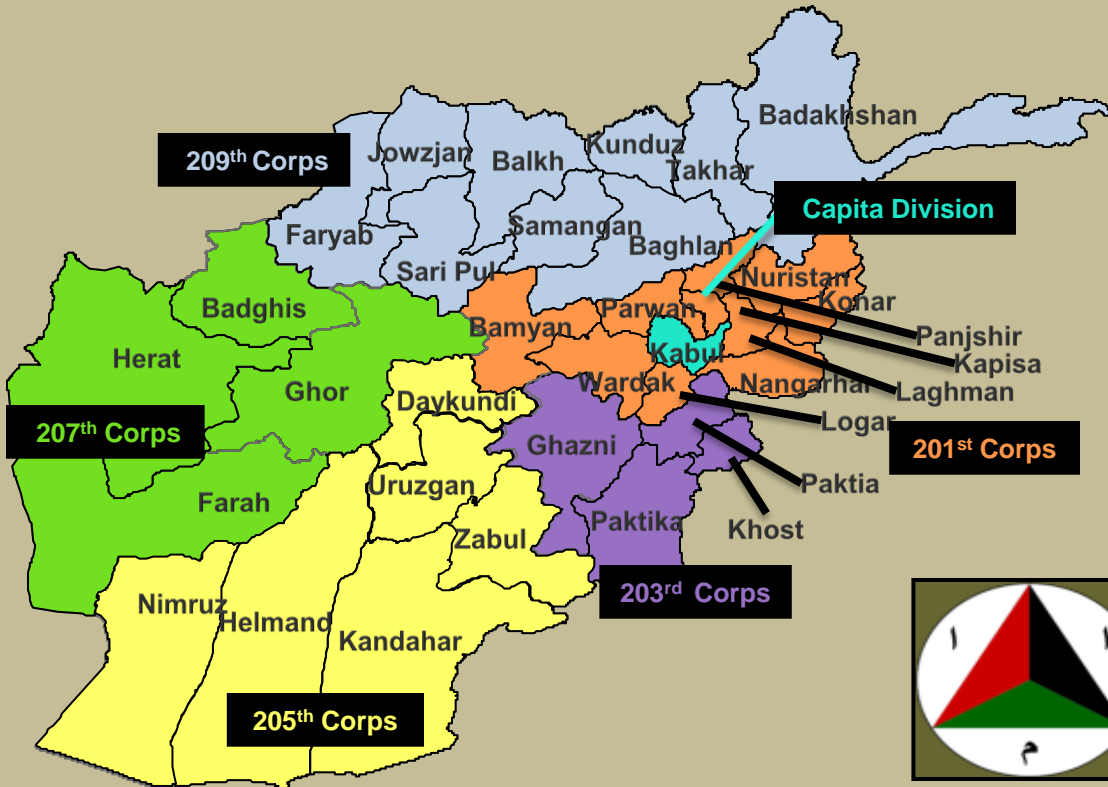 Badakhshan
Kunduz
Jowzjan
Balkh
Takhar
209th Corps
Capita Division
Samangan
Faryab
Baghlan
Sari Pul
Nuristan
Konar
Badghis
Parwan
Bamyan
Panjshir
Kabul
Herat
Kapisa
Wardak
Nangarhar
Laghman
Ghor
Daykundi
Logar
207th Corps
Ghazni
201st Corps
Uruzgan
Paktia
Farah
Paktika
Khost
Zabul
203rd Corps
Nimruz
Helmand
Kandahar
205th Corps
ا
م